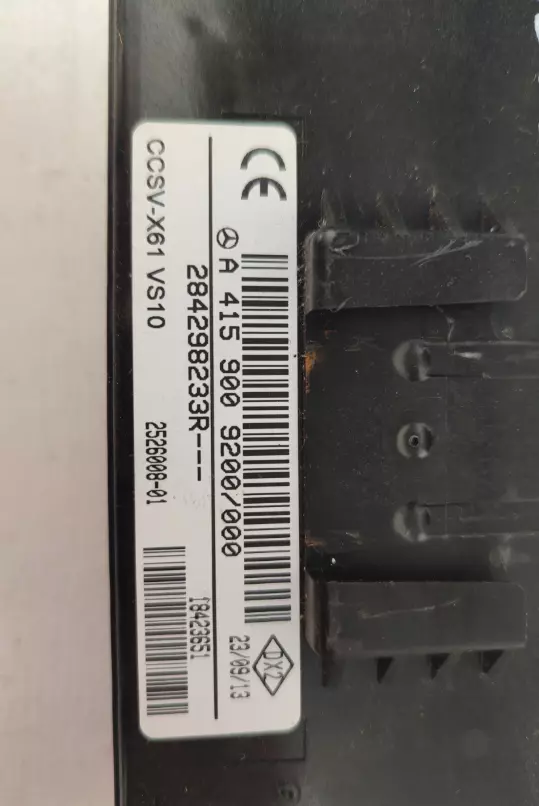 CE
A 415 900 9200/000
DX2
23/09/13
284298233R---
18423651
CCSV-X61 VS10
2526008-01